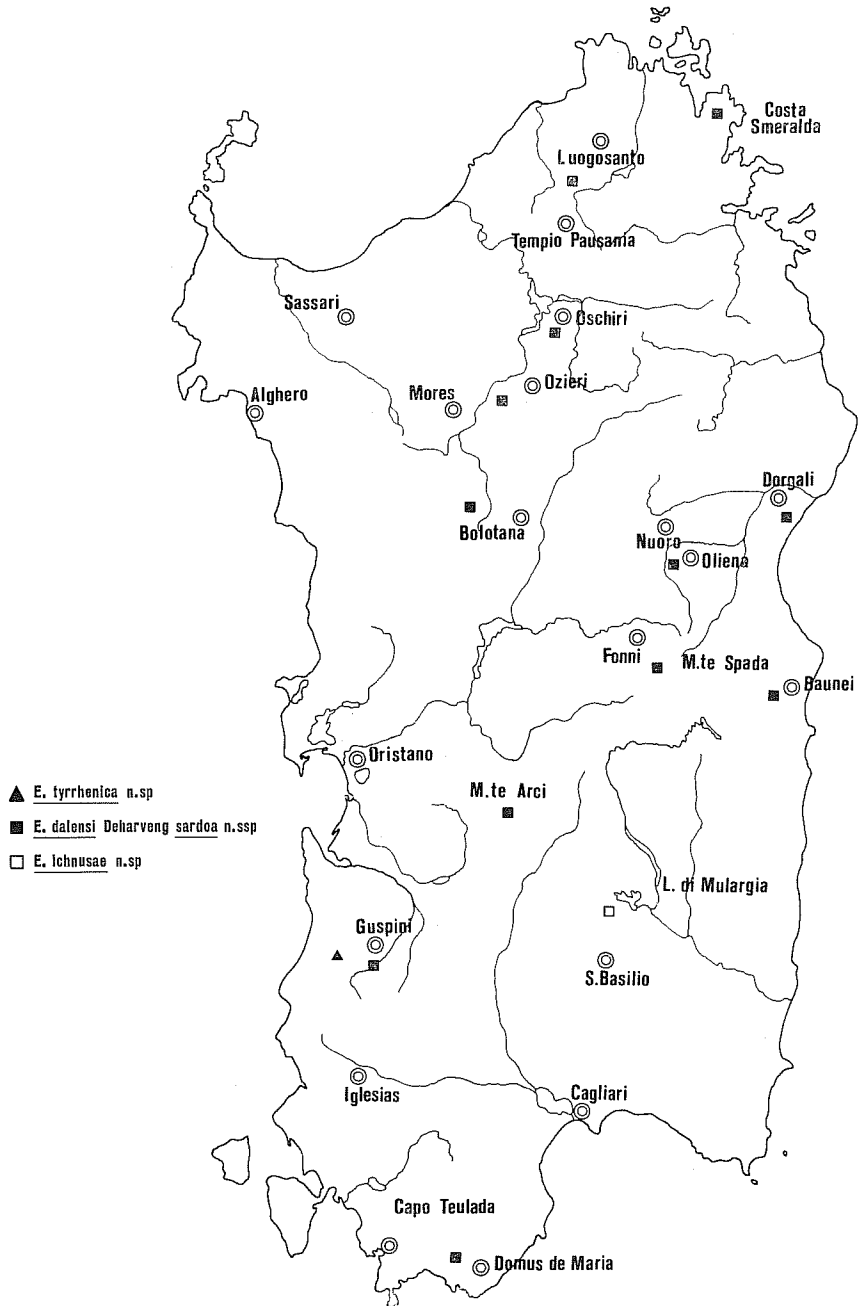 Costa
Smeralda
Luogosanto
Tempio Pausania
Sassari
Oschiri
Ozieri
Mores
Alghero
Dorgali
Bolotana
Nuoro
Oliena
Fonni
M.te Spada
Baunei
Oristano
M.te Arci
E. tyrrhenica n.sp
E. dalensi Deharveng sardoa n.ssp
E. ichnusae n.sp
L. di Mulargia
Guspini
S.Basilio
Iglesias
Cagliari
Capo Teulada
Domus de Maria